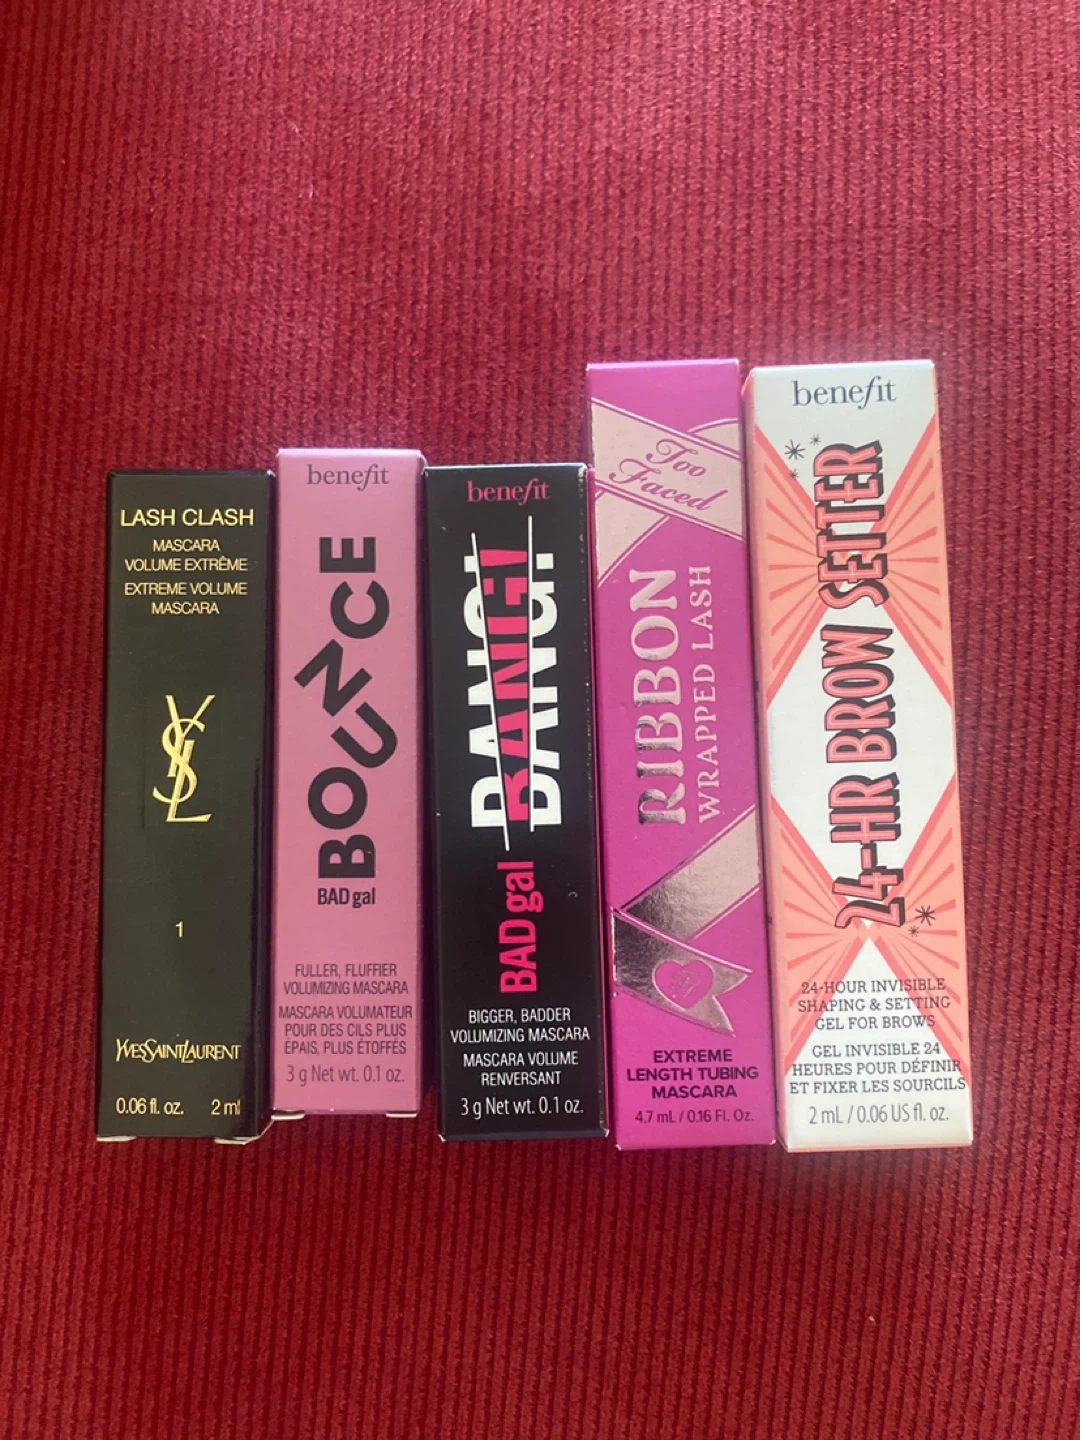 LASH CLASH
MASCARA
VOLUME EXTRÊME
EXTREME VOLUME
MASCARA
YSL
1
YVESSAINTLAURENT
0.06 fl. oz. 2 ml
benefit
BOUNCE
BAD gal
FULLER, FLUFFIER
VOLUMIZING MASCARA
MASCARA VOLUMATEUR
POUR DES CILS PLUS
ÉPAIS, PLUS ÉTOFFÉS
3 g Net wt. 0.1 oz.
benefit
BAD gal
BANG!
BIGGER, BADDER
VOLUMIZING MASCARA
MASCARA VOLUME
RENVERSANT
3 g Net wt. 0.1 oz.
Too
Faced
RIBBON
WRAPPED LASH
EXTREME
LENGTH TUBING
MASCARA
4.7 mL / 0.16 Fl. Oz.
benefit
24-HR BROW SETTER
24-HOUR INVISIBLE
SHAPING & SETTING
GEL FOR BROWS
GEL INVISIBLE 24
HEURES POUR DÉFINIR
ET FIXER LES SOURCILS
2 mL / 0.06 US fl. oz.